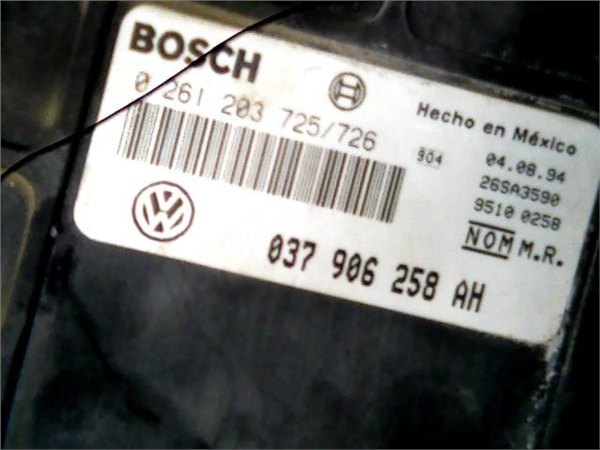 BOSCH
0 261 203 725/726
Hecho en México
904
04.08.94
26SA3590
9510 0258
NOM M.R.
VW
037 906 258 AH